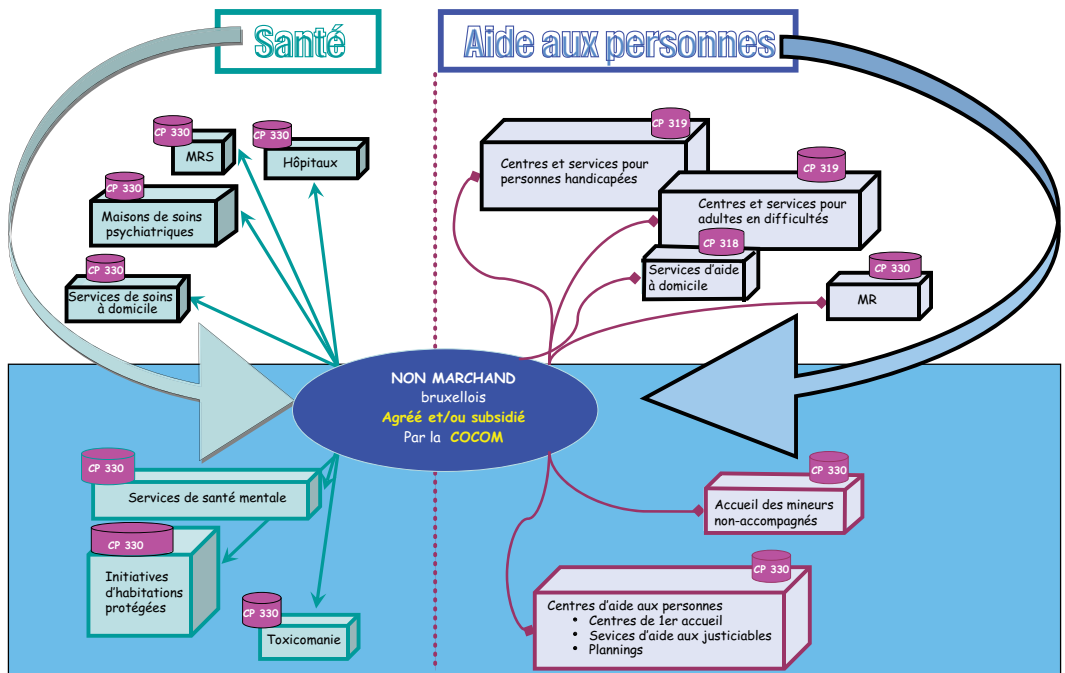 Santé
Aide aux personnes
CP 330
MRS
CP 330
Hôpitaux
CP 330
Maisons de soins
psychiatriques
CP 330
Services de soins
à domicile
CP 319
Centres et services pour
personnes handicapées
CP 319
Centres et services pour
adultes en difficultés
CP 318
Services d'aide
à domicile
CP 330
MR
NON MARCHAND
bruxellois
Agréé et/ou subsidié
Par la COCOM
CP 330
Services de santé mentale
CP 330
Initiatives
d'habitations
protégées
CP 330
Toxicomanie
CP 330
Accueil des mineurs
non-accompagnés
CP 330
Centres d'aide aux personnes
• Centres de 1er accueil
• Sevices d'aide aux justiciables
• Plannings